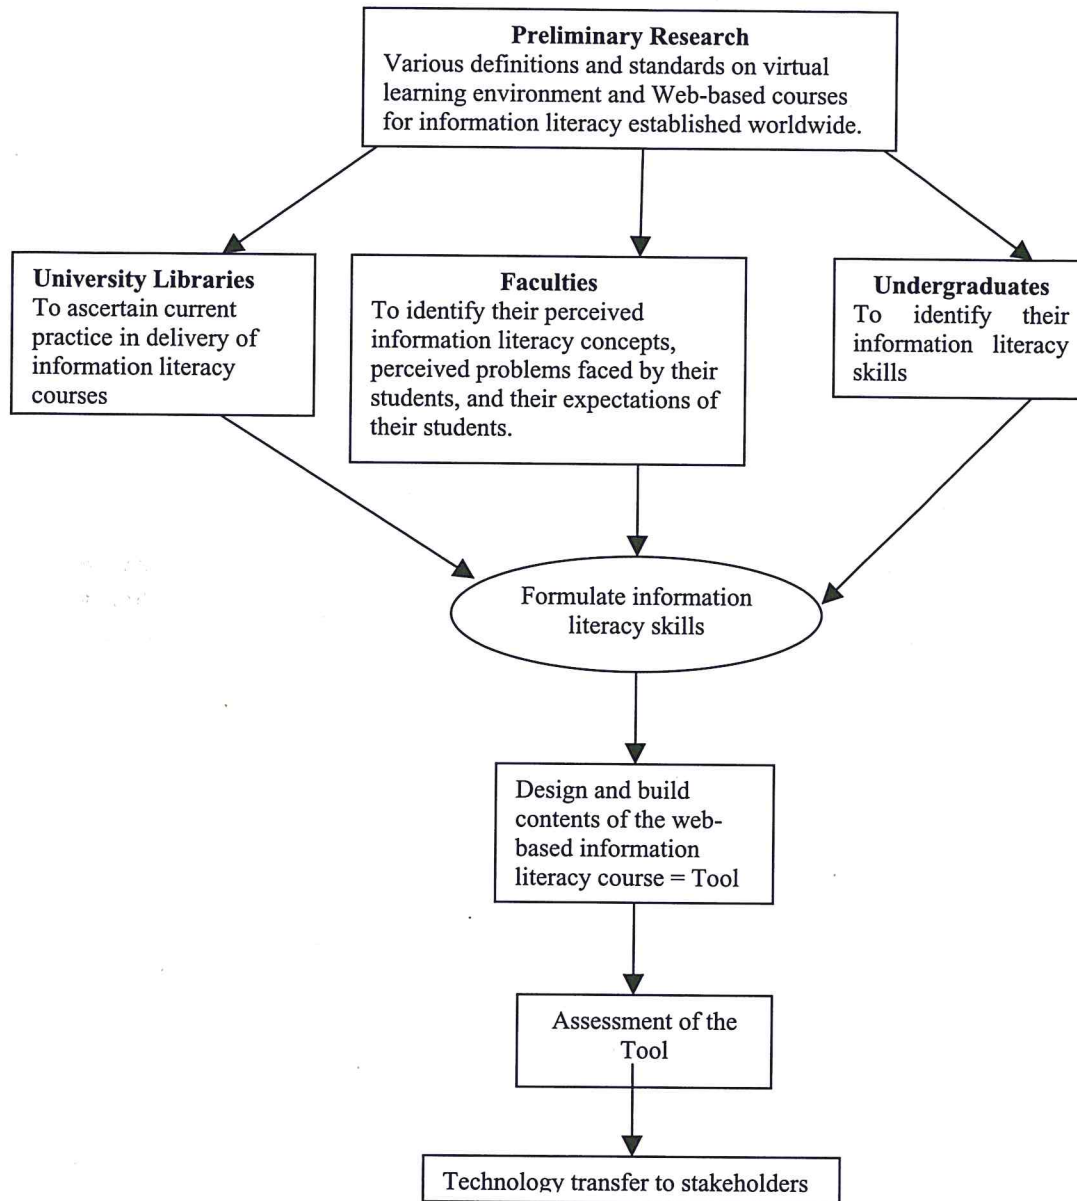 Preliminary Research
Various definitions and standards on virtual
learning environment and Web-based courses
for information literacy established worldwide.
University Libraries
To ascertain current
practice in delivery of
information literacy
courses
Faculties
To identify their perceived
information literacy concepts,
perceived problems faced by their
students, and their expectations of
their students.
Undergraduates
To identify their
information literacy
skills
Formulate information
literacy skills
Design and build
contents of the web-
based information
literacy course = Tool
Assessment of the
Tool
Technology transfer to stakeholders